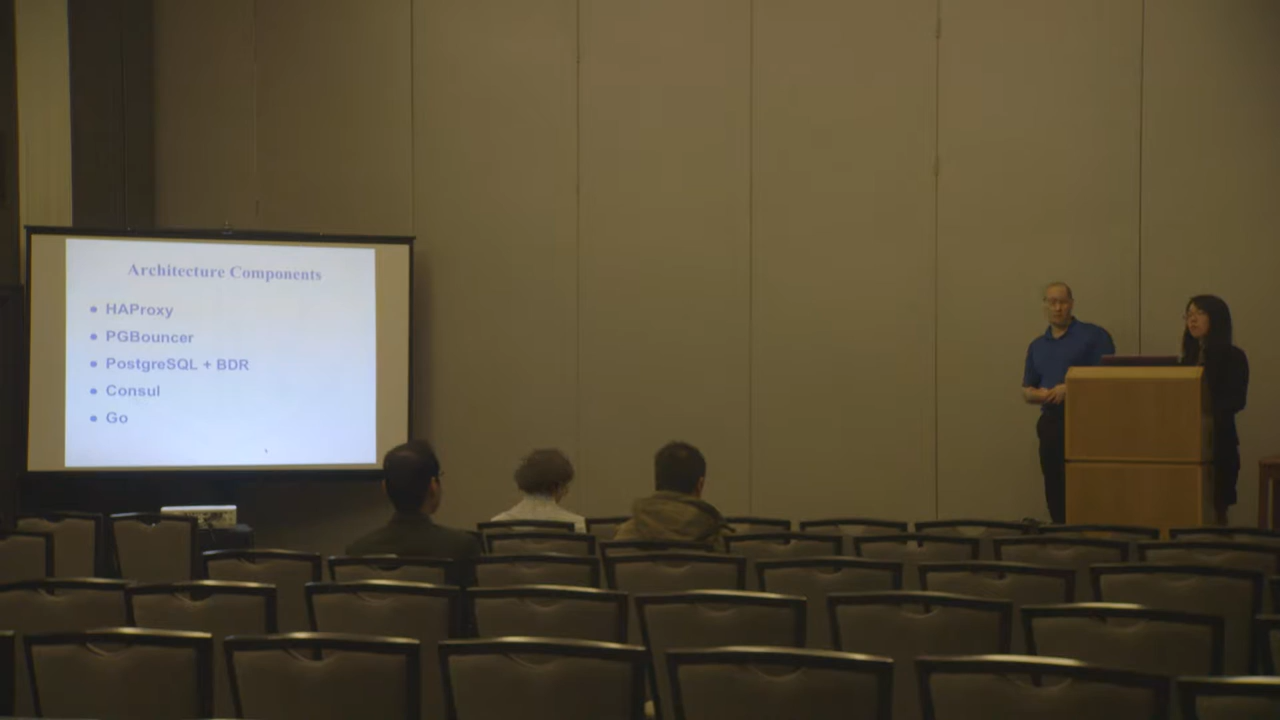 Architecture Components
• HAProxy
• PGBouncer
• PostgreSQL + BDR
• Consul
• Go